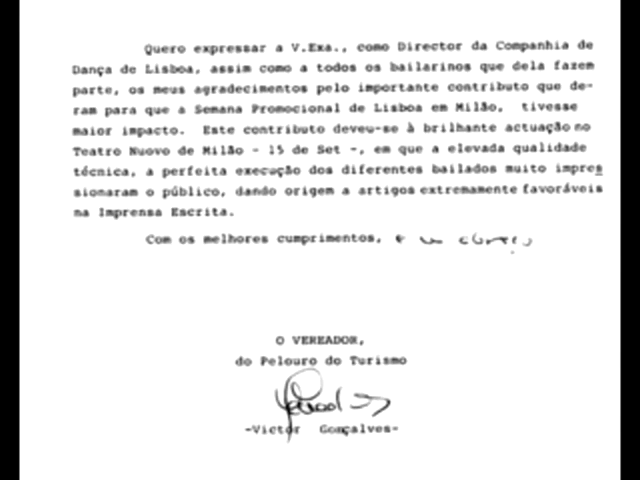 Quero expressar a V.Exa., como Director da Companhia de
Dança de Lisboa, assim como a todos os bailarinos que dela fazem
parte, os meus agradecimentos pelo importante contributo que de-
ram para que a Semana Promocional de Lisboa em Milão, tivesse
maior impacto. Este contributo deveu-se à brilhante actuação no
Teatro Nuovo de Milão - 15 de Set -, em que a elevada qualidade
técnica, a perfeita execução dos diferentes bailados muito impres
sionaram o público, dando origem a artigos extremamente favoráveis
na Imprensa Escrita.
Com os melhores cumprimentos, e um abraço
O VEREADOR,
do Pelouro do Turismo
-Victor Gonçalves-